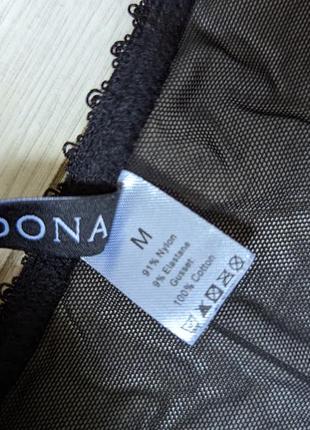 DONA
M
91% Nylon
9% Elastane
Gusset
100% Cotton